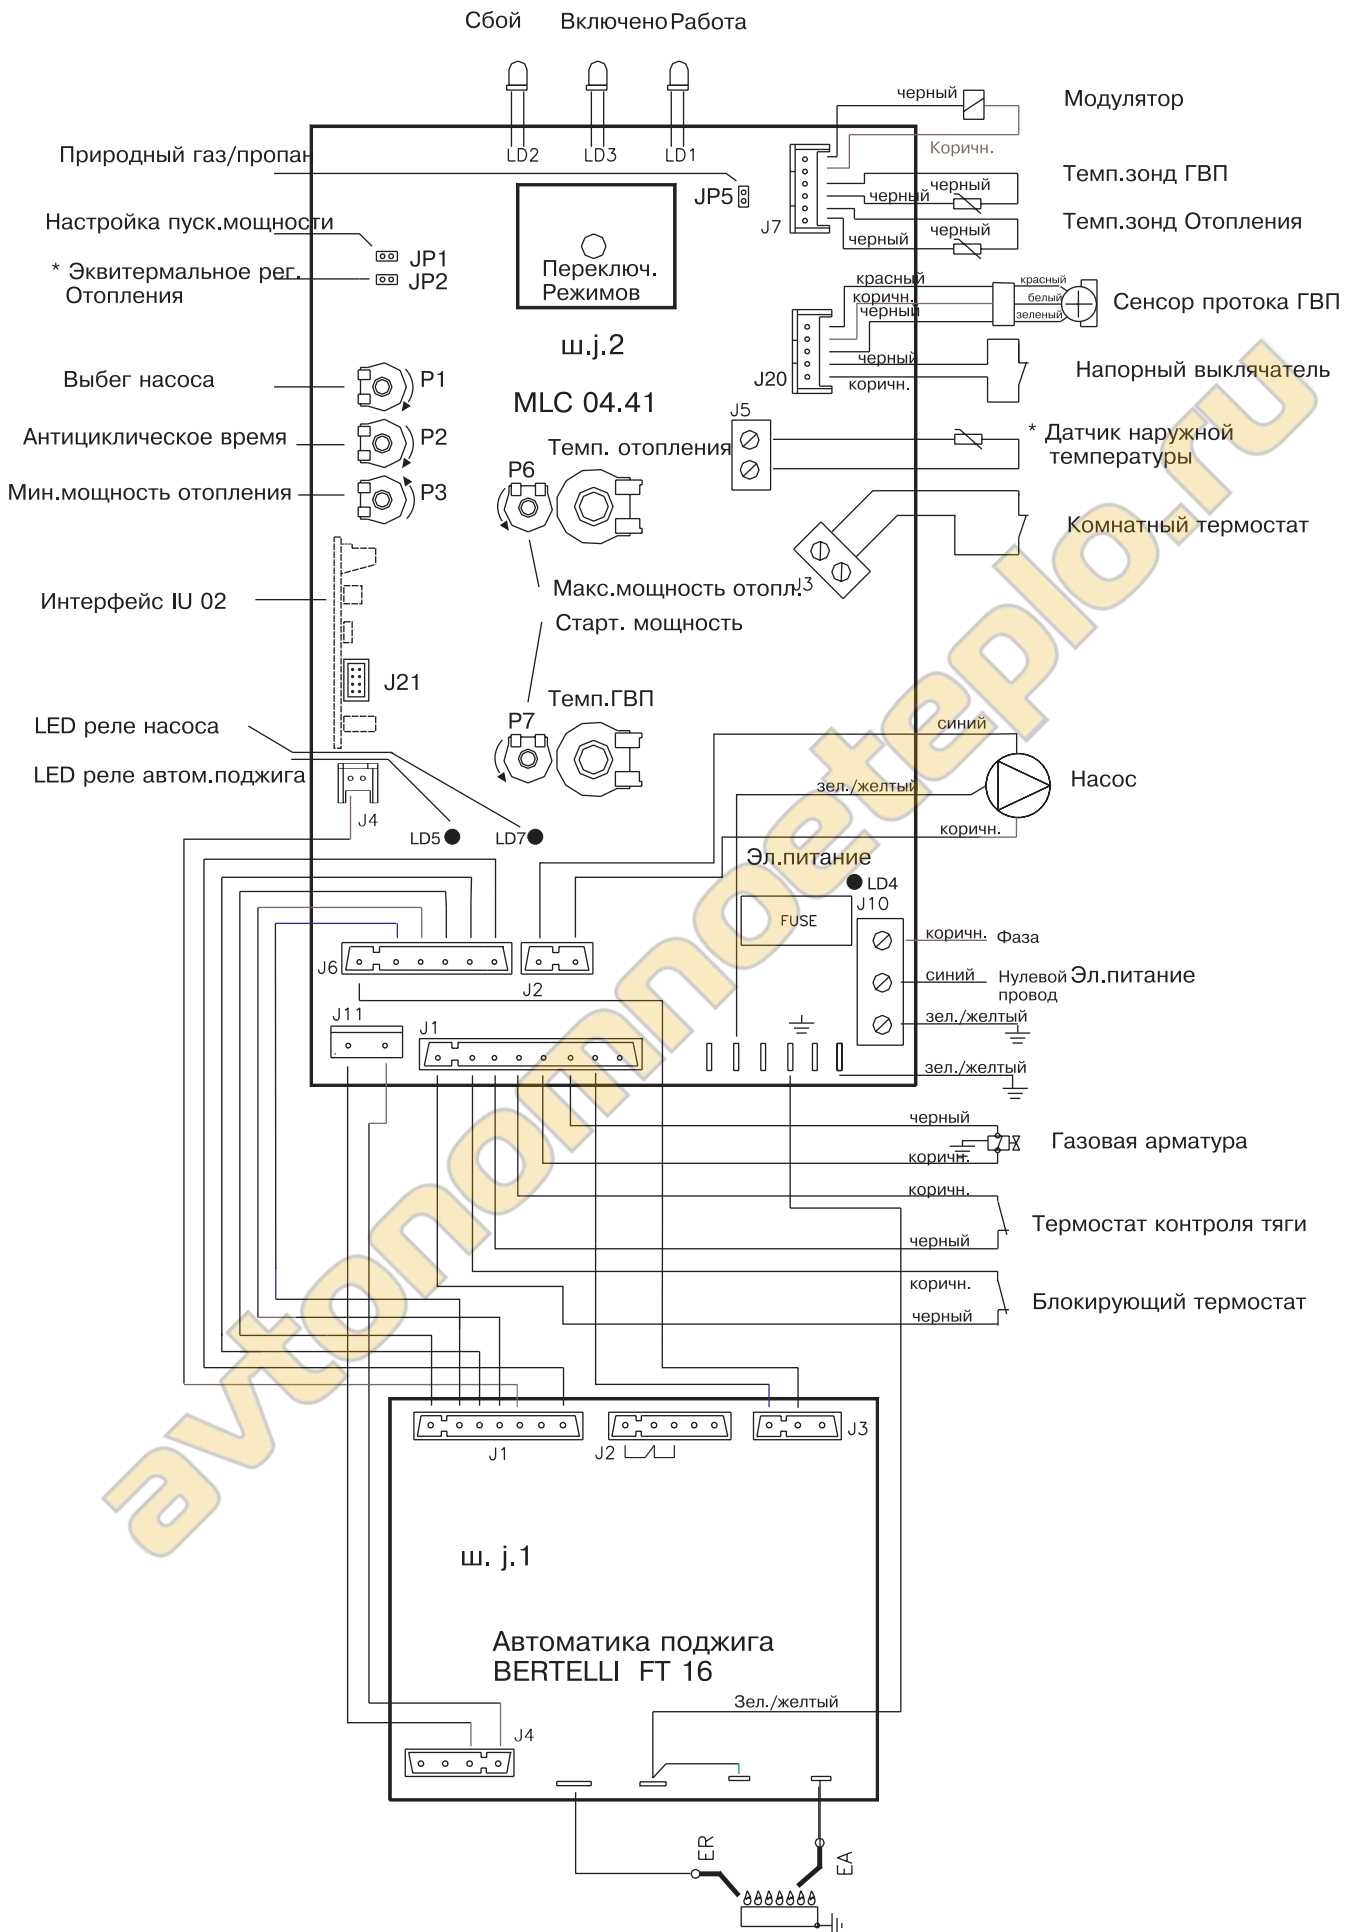 Сбой Включено Работа
LD2 LD3 LD1
черный
Модулятор
Коричн.
Природный газ/пропан
JP5
J7
черный
Темп.зонд ГВП
черный
черный
Темп.зонд Отопления
черный
Настройка пуск.мощности
JP1
* Эквитермальное рег.
Отопления
JP2
Переключ.
Режимов
красный
коричн.
черный
красный
белый
зеленый
Сенсор протока ГВП
ш.j.2
черный
коричн.
J20
Напорный выклячатель
Выбег насоса
P1
MLC 04.41
J5
Антициклическое время
P2
Темп. отопления
* Датчик наружной
температуры
Мин.мощность отопления
P3
P6
Комнатный термостат
J3
Макс.мощность отопл.
Интерфейс IU 02
Старт. мощность
J21
Темп.ГВП
P7
LED реле насоса
LED реле автом.поджига
J4
LD5
LD7
синий
зел./желтый
Насос
коричн.
Эл.питание
LD4
FUSE
J10
коричн.
Фаза
синий
Нулевой
провод
Эл.питание
зел./желтый
зел./желтый
J6
J2
J11
J1
черный
Газовая арматура
коричн.
коричн.
Термостат контроля тяги
черный
коричн.
Блокирующий термостат
черный
J1
J2
J3
ш. j.1
Автоматика поджига
BERTELLI FT 16
Зел./желтый
J4
ER
EA
avtonomnoeteplo.ru